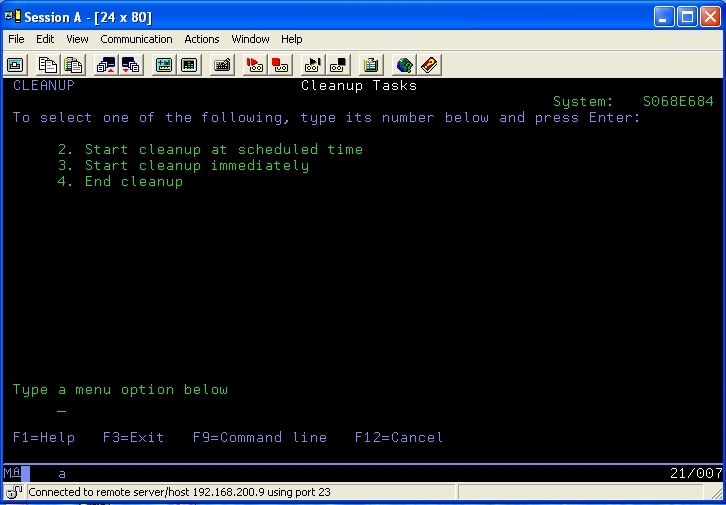 Session A - [24 x 80]
File Edit View Communication Actions Window Help
CLEANUP Cleanup Tasks
System: S068E684
To select one of the following, type its number below and press Enter:
2. Start cleanup at scheduled time
3. Start cleanup immediately
4. End cleanup
Type a menu option below
_
F1=Help F3=Exit F9=Command line F12=Cancel
MA a 21/007
Connected to remote server/host 192.168.200.9 using port 23